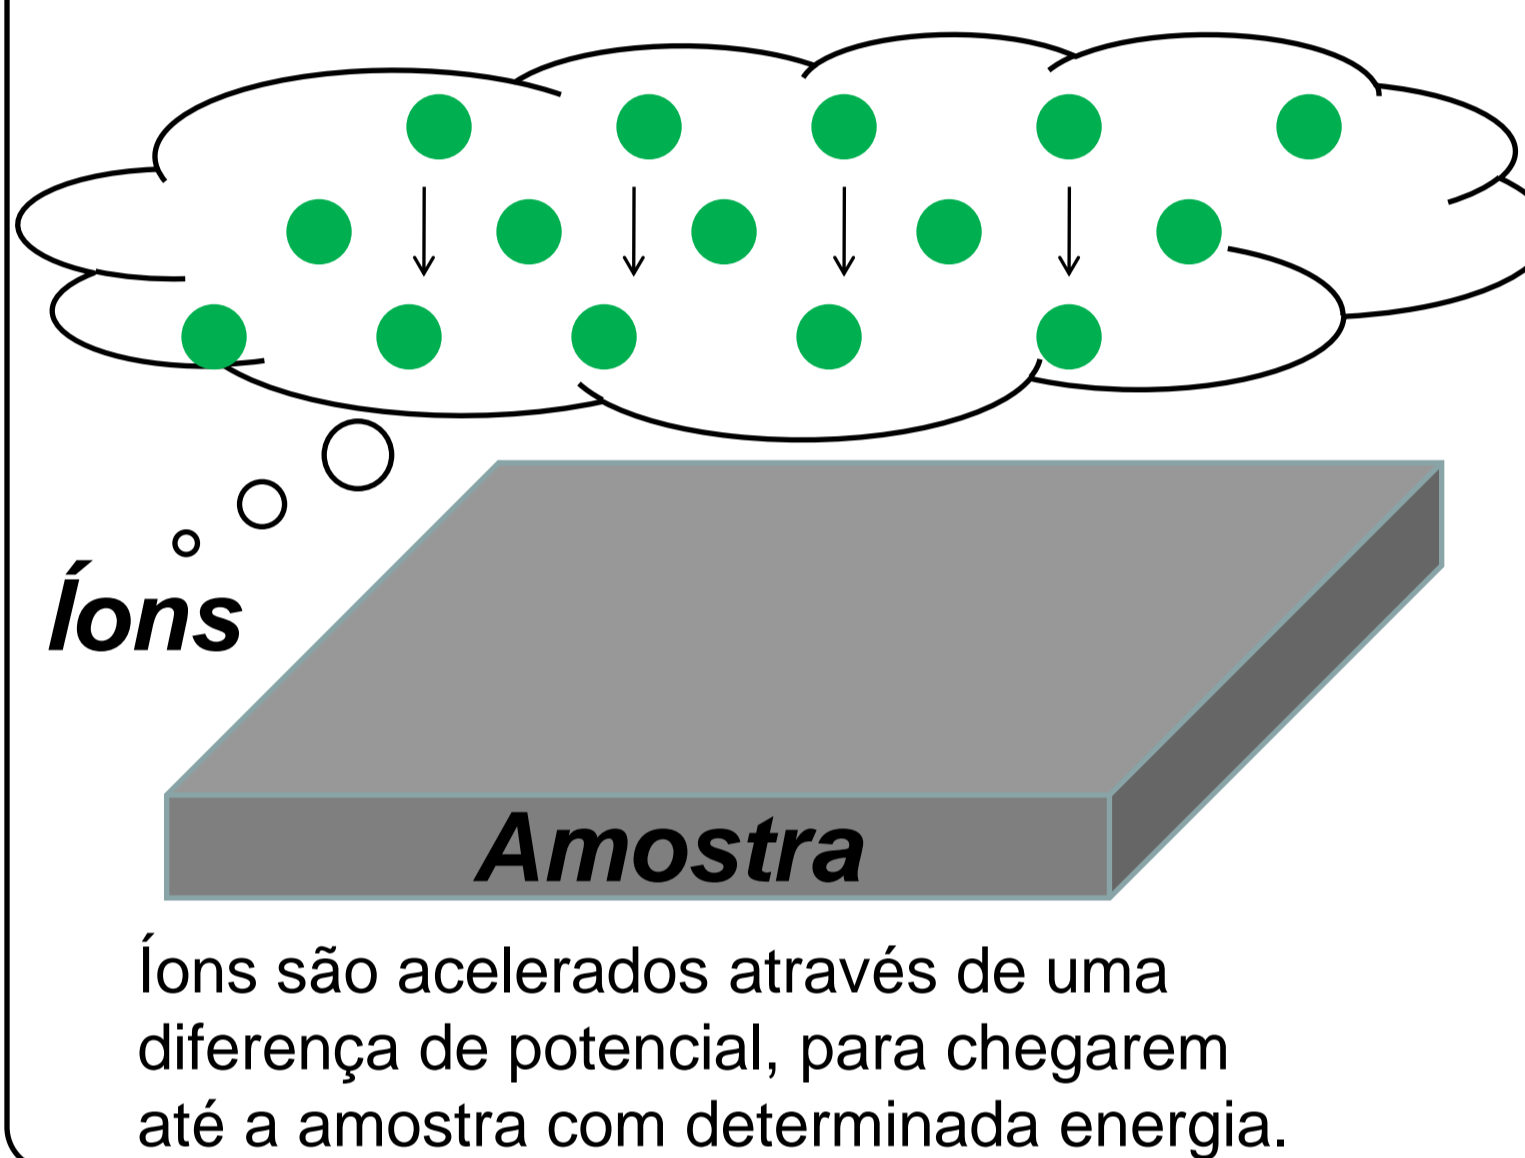 Íons
Amostra
Íons são acelerados através de uma
diferença de potencial, para chegarem
até a amostra com determinada energia.